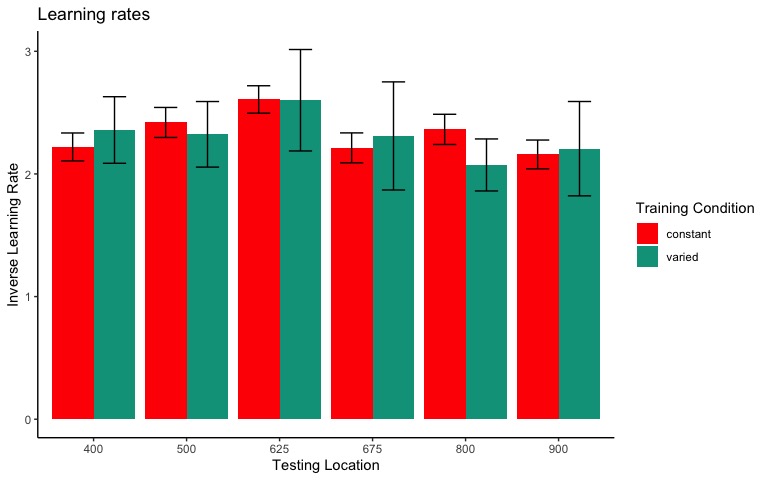 Learning rates
3
2
1
0
Inverse Learning Rate
400 500 625 675 800 900
Testing Location
Training Condition
constant
varied